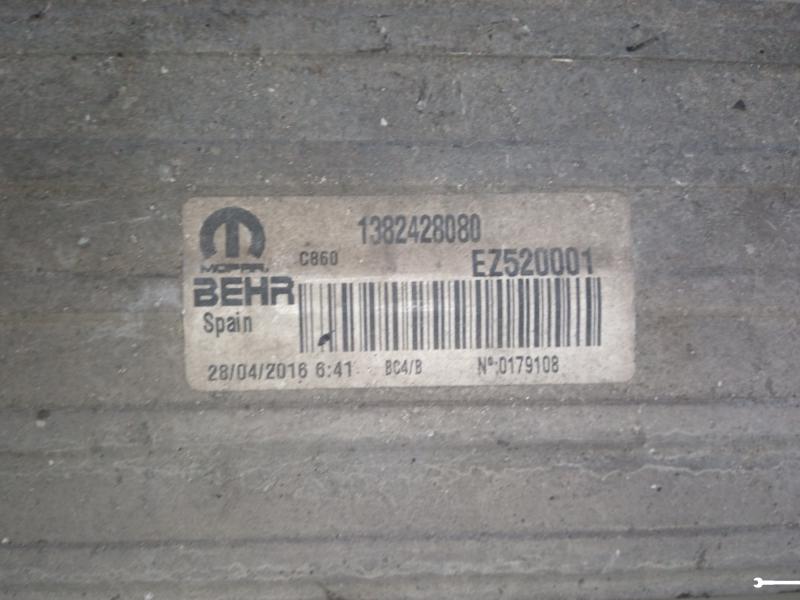 1382428080
MOPAR.
C860
EZ520001
BEHR
Spain
28/04/2016 6:41 BC4/B Nº:0179108